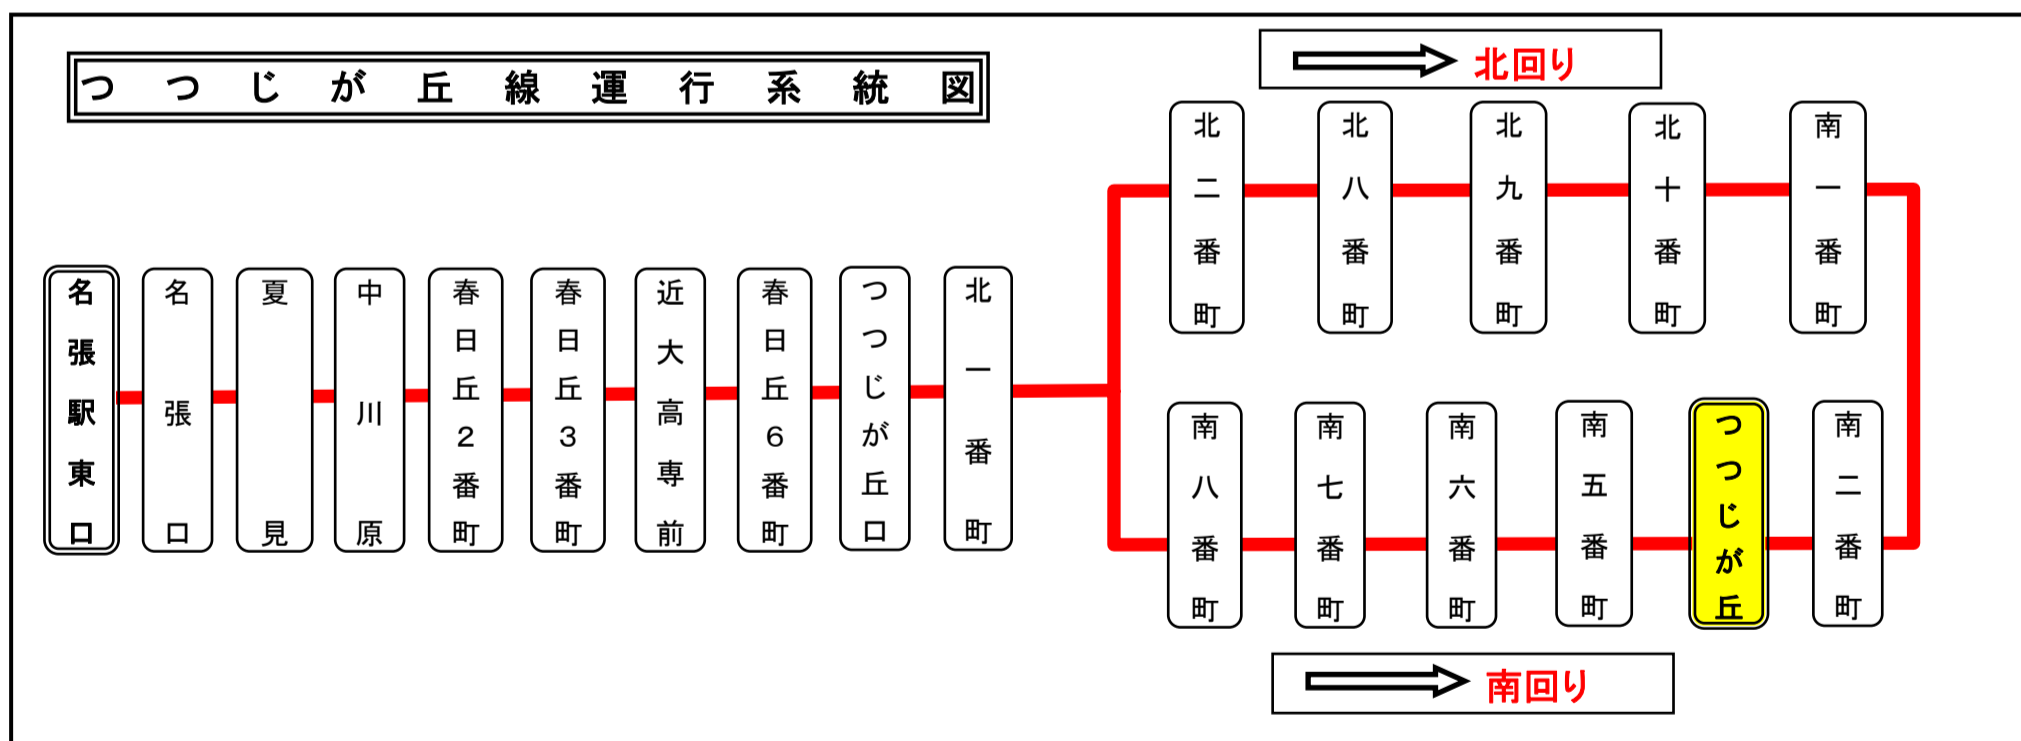 つつじが丘線運行系統図
北回り
北二番町
北八番町
北九番町
北十番町
南一番町
名張駅東口
名張口
夏見
中川原
春日丘2番町
春日丘3番町
近大高専前
春日丘6番町
つつじが丘口
北一番町
南八番町
南七番町
南六番町
南五番町
つつじが丘
南二番町
南回り